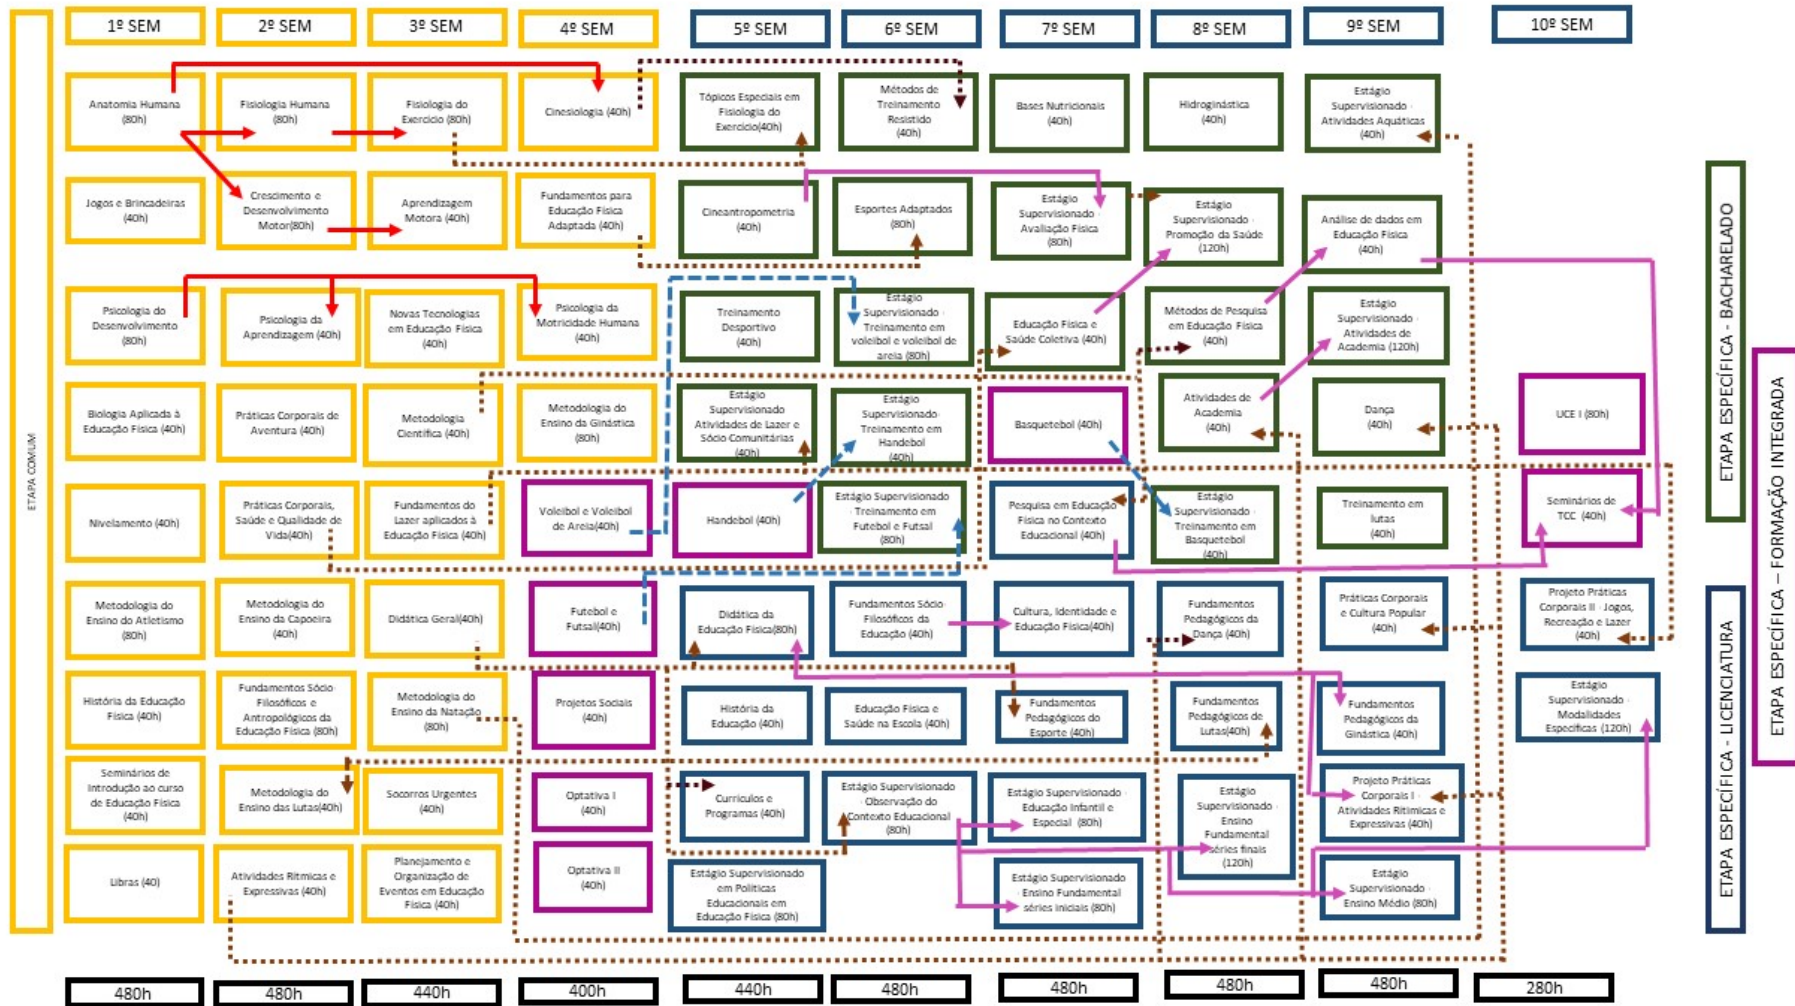 1º SEM
2º SEM
3º SEM
4º SEM
5º SEM
6º SEM
7º SEM
8º SEM
9º SEM
10º SEM
ETAPA COMUM
Anatomia Humana
(80h)
Jogos e Brincadeiras
(40h)
Psicologia do
Desenvolvimento
(80h)
Biologia Aplicada à
Educação Física (40h)
Nivelamento (40h)
Metodologia do
Ensino do Atletismo
(80h)
História da Educação
Física (40h)
Seminários de
Introdução ao curso
de Educação Física
(40h)
Libras (40)
480h
Fisiologia Humana
(80h)
Crescimento e
Desenvolvimento
Motor(80h)
Psicologia da
Aprendizagem (40h)
Práticas Corporais de
Aventura (40h)
Práticas Corporais,
Saúde e Qualidade de
Vida(40h)
Metodologia do
Ensino da Capoeira
(40h)
Fundamentos Sócio
Filosóficos e
Antropológicos da
Educação Física (80h)
Metodologia do
Ensino das Lutas(40h)
Atividades Rítmicas e
Expressivas (40h)
480h
Fisiologia do
Exercício (80h)
Aprendizagem
Motora (40h)
Novas Tecnologias
em Educação Física
(40h)
Metodologia
Científica (40h)
Fundamentos do
Lazer aplicados à
Educação Física (40h)
Didática Geral(40h)
Metodologia do
Ensino da Natação
(80h)
Socorros Urgentes
(40h)
Planejamento e
Organização de
Eventos em Educação
Física (40h)
440h
Cinesiologia (40h)
Fundamentos para
Educação Física
Adaptada (40h)
Psicologia da
Motricidade Humana
(40h)
Metodologia do
Ensino da Ginástica
(80h)
Voleibol e Voleibol
de Areia(40h)
Futebol e
Futsal(40h)
Projetos Sociais
(40h)
Optativa I
(40h)
Optativa II
(40h)
400h
Tópicos Especiais em
Fisiologia do
Exercício(40h)
Cineantropometria
(40h)
Treinamento
Desportivo
(40h)
Estágio
Supervisionado
Atividades de Lazer e
Sócio Comunitárias
(40h)
Handebol (40h)
Didática da
Educação Física(80h)
História da
Educação (40h)
Currículos e
Programas (40h)
Estágio Supervisionado
em Políticas
Educacionais em
Educação Física (80h)
440h
Métodos de
Treinamento
Resistido
(40h)
Esportes Adaptados
(80h)
Estágio
Supervisionado ·
Treinamento em
voleibol e voleibol de
areia (80h)
Estágio
Supervisionado·
Treinamento em
Handebol
(40h)
Estágio Supervisionado
· Treinamento em
Futebol e Futsal
(80h)
Fundamentos Sócio·
Filosóficos da
Educação (40h)
Educação Física e
Saúde na Escola (40h)
Estágio Supervisionado
· Observação do
Contexto Educacional
(80h)
480h
Bases Nutricionais
(40h)
Estágio
Supervisionado ·
Avaliação Física
(80h)
Educação Física e
Saúde Coletiva (40h)
Basquetebol (40h)
Pesquisa em Educação
Física no Contexto
Educacional (40h)
Cultura, Identidade e
Educação Física(40h)
Fundamentos
Pedagógicos do
Esporte (40h)
Estágio Supervisionado ·
Educação Infantil e
Especial (80h)
Estágio Supervisionado
· Ensino Fundamental
séries iniciais (80h)
480h
Hidroginástica
(40h)
Estágio
Supervisionado ·
Promoção da Saúde
(120h)
Métodos de Pesquisa
em Educação Física
(40h)
Atividades de
Academia
(40h)
Estágio
Supervisionado ·
Treinamento em
Basquetebol
(40h)
Fundamentos
Pedagógicos da
Dança (40h)
Fundamentos
Pedagógicos de
Lutas(40h)
Estágio
Supervisionado ·
Ensino
Fundamental
séries finais
(120h)
480h
Estágio
Supervisionado ·
Atividades Aquáticas
(40h)
Análise de dados em
Educação Física
(40h)
Estágio
Supervisionado ·
Atividades de
Academia (120h)
Dança
(40h)
Treinamento em
lutas
(40h)
Práticas Corporais
e Cultura Popular
(40h)
Fundamentos
Pedagógicos da
Ginástica (40h)
Projeto Práticas
Corporais I ·
Atividades Rítimicas e
Expressivas (40h)
Estágio
Supervisionado ·
Ensino Médio (80h)
480h
UCE I (80h)
Seminários de
TCC (40h)
Projeto Práticas
Corporais II · Jogos,
Recreação e Lazer
(40h)
Estágio
Supervisionado ·
Modalidades
Específicas (120h)
280h
ETAPA ESPECÍFICA - BACHARELADO
ETAPA ESPECÍFICA - LICENCIATURA
ETAPA ESPECÍFICA – FORMAÇÃO INTEGRADA